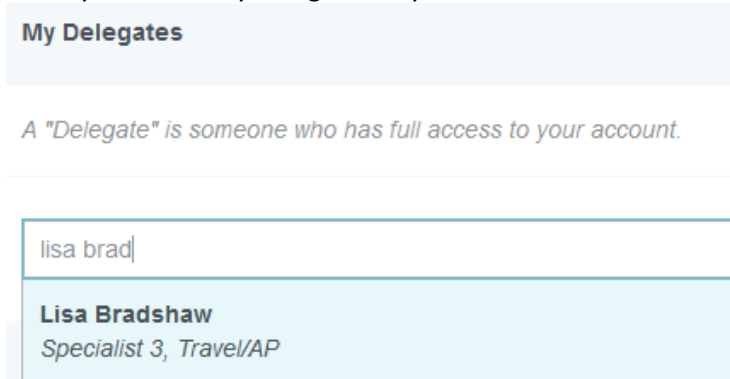 My Delegates
A "Delegate" is someone who has full access to your account.
lisa brad
Lisa Bradshaw
Specialist 3, Travel/AP